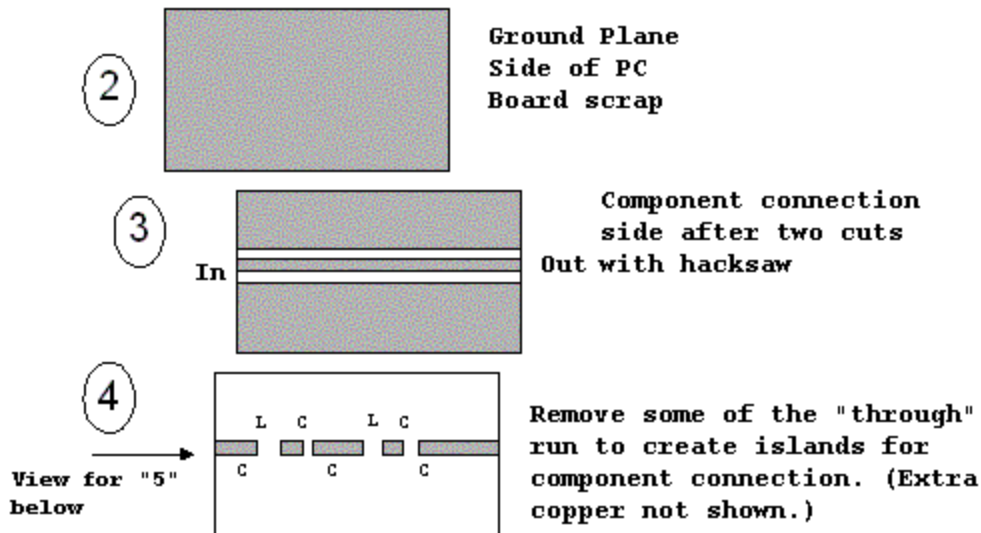 2
Ground Plane
Side of PC
Board scrap
3
In
Component connection
side after two cuts
Out with hacksaw
4
L C L C
C C C
View for "5"
below
Remove some of the "through"
run to create islands for
component connection. (Extra
copper not shown.)